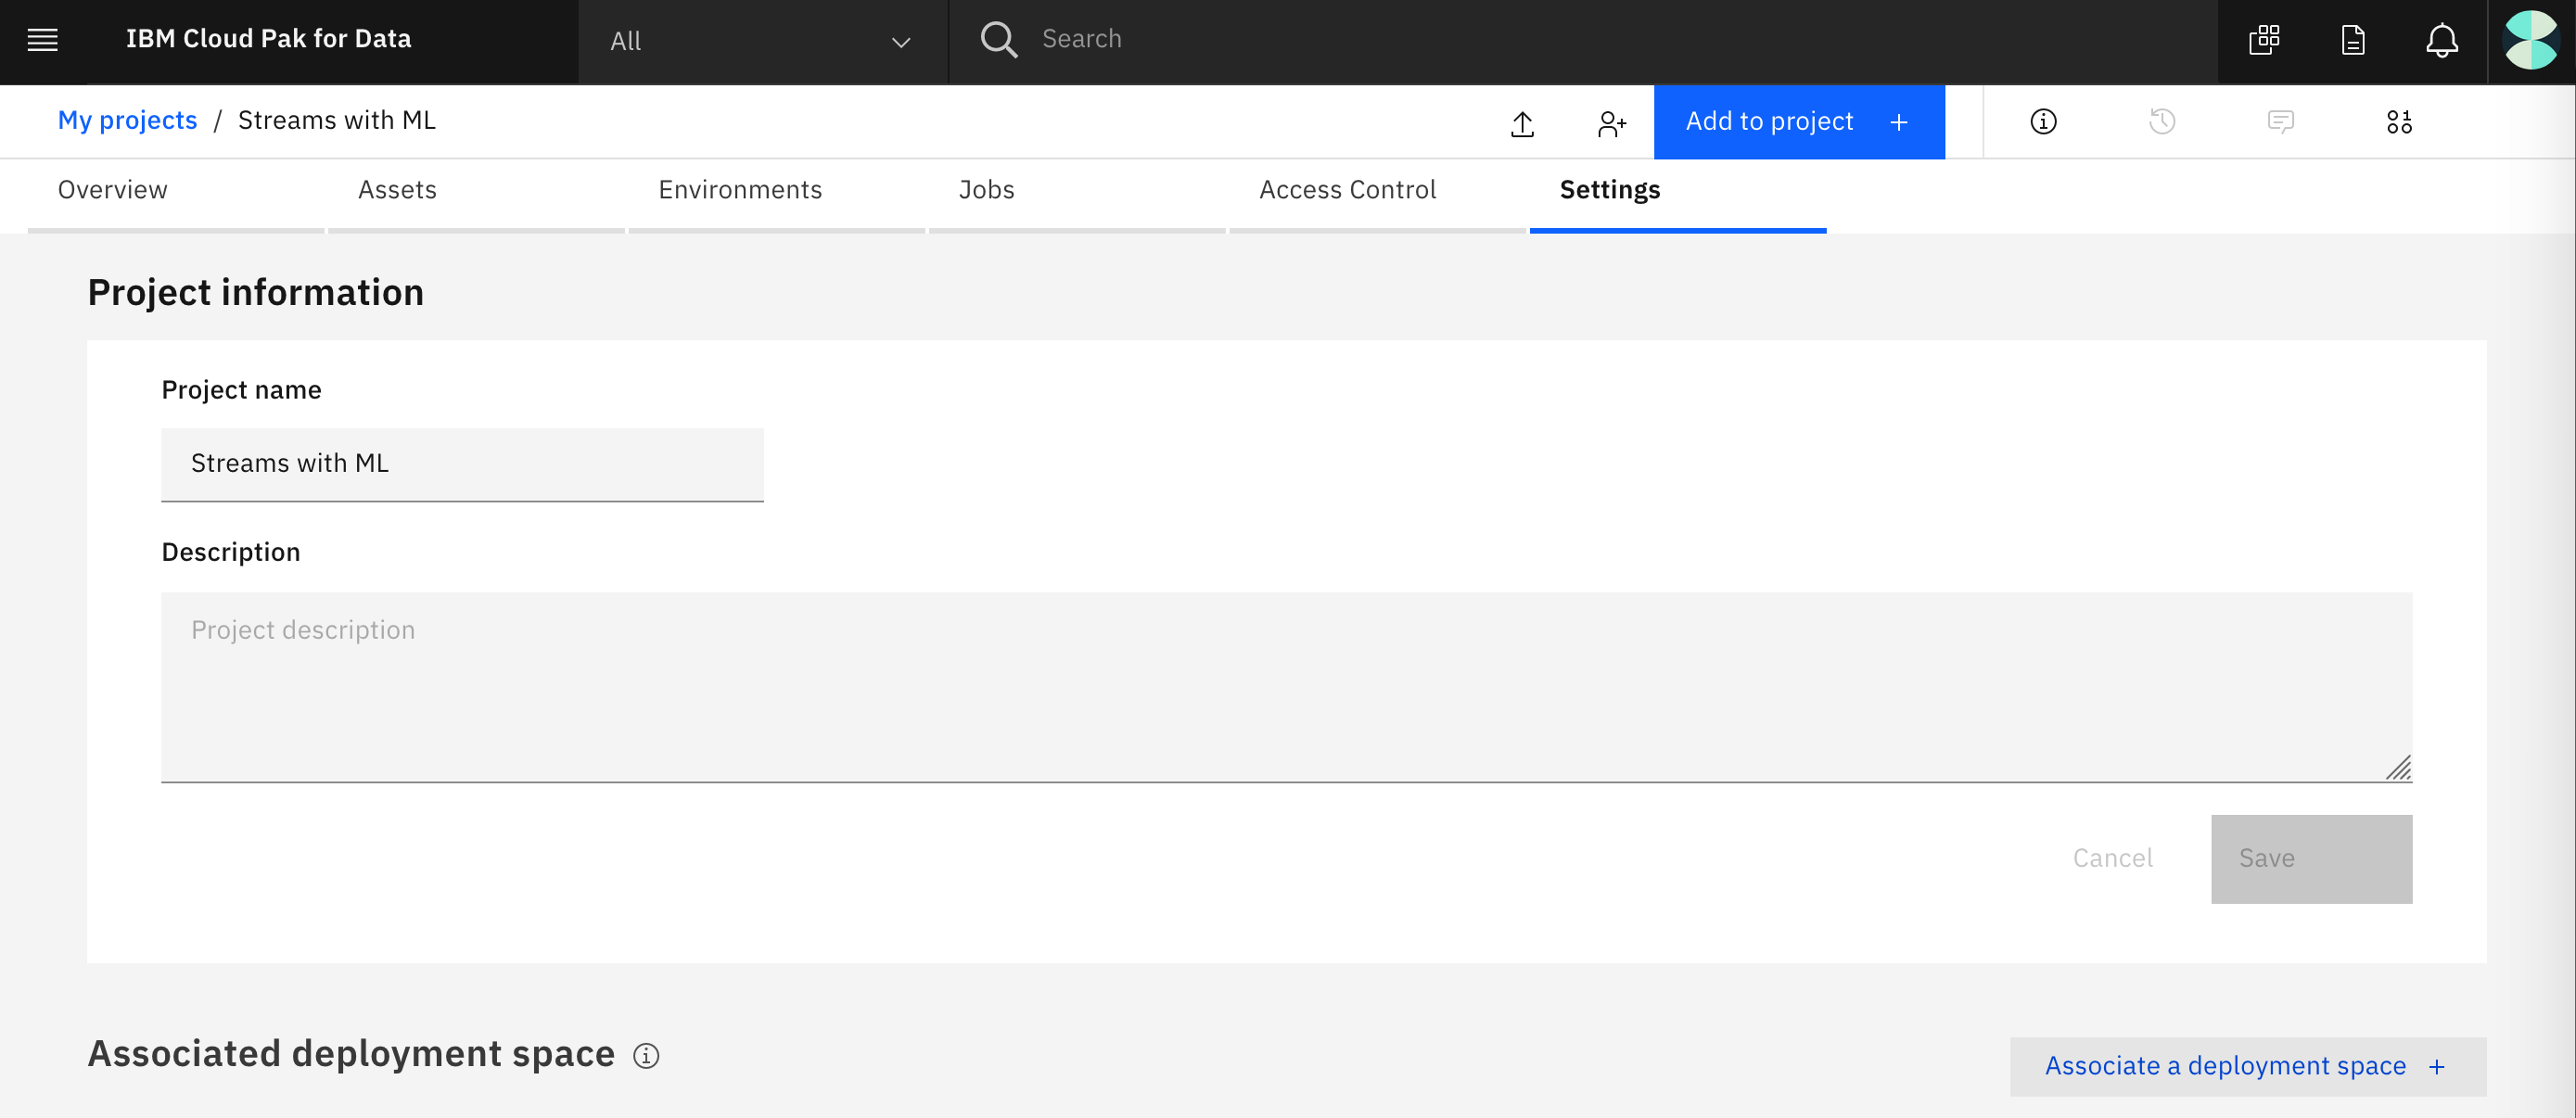 IBM Cloud Pak for Data
All
Search
My projects / Streams with ML
Add to project +
Overview
Assets
Environments
Jobs
Access Control
Settings
Project information
Project name
Streams with ML
Description
Project description
Cancel
Save
Associated deployment space
Associate a deployment space +